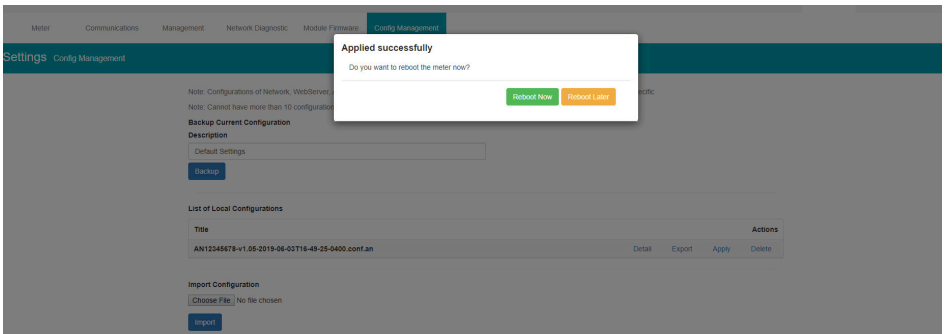 Meter Communications Management Network Diagnostic Module Firmware Config Management
Settings Config Management
Applied successfully
Do you want to reboot the meter now?
Reboot Now Reboot Later
Note: Configurations of Network, WebServer,
Note: Cannot have more than 10 configuration
Backup Current Configuration
Description
Default Settings
Backup
List of Local Configurations
Title Actions
AN12345678-v1.05-2019-06-03T16-49-25-0400.conf.an Detail Export Apply Delete
Import Configuration
Choose File No file chosen
Import